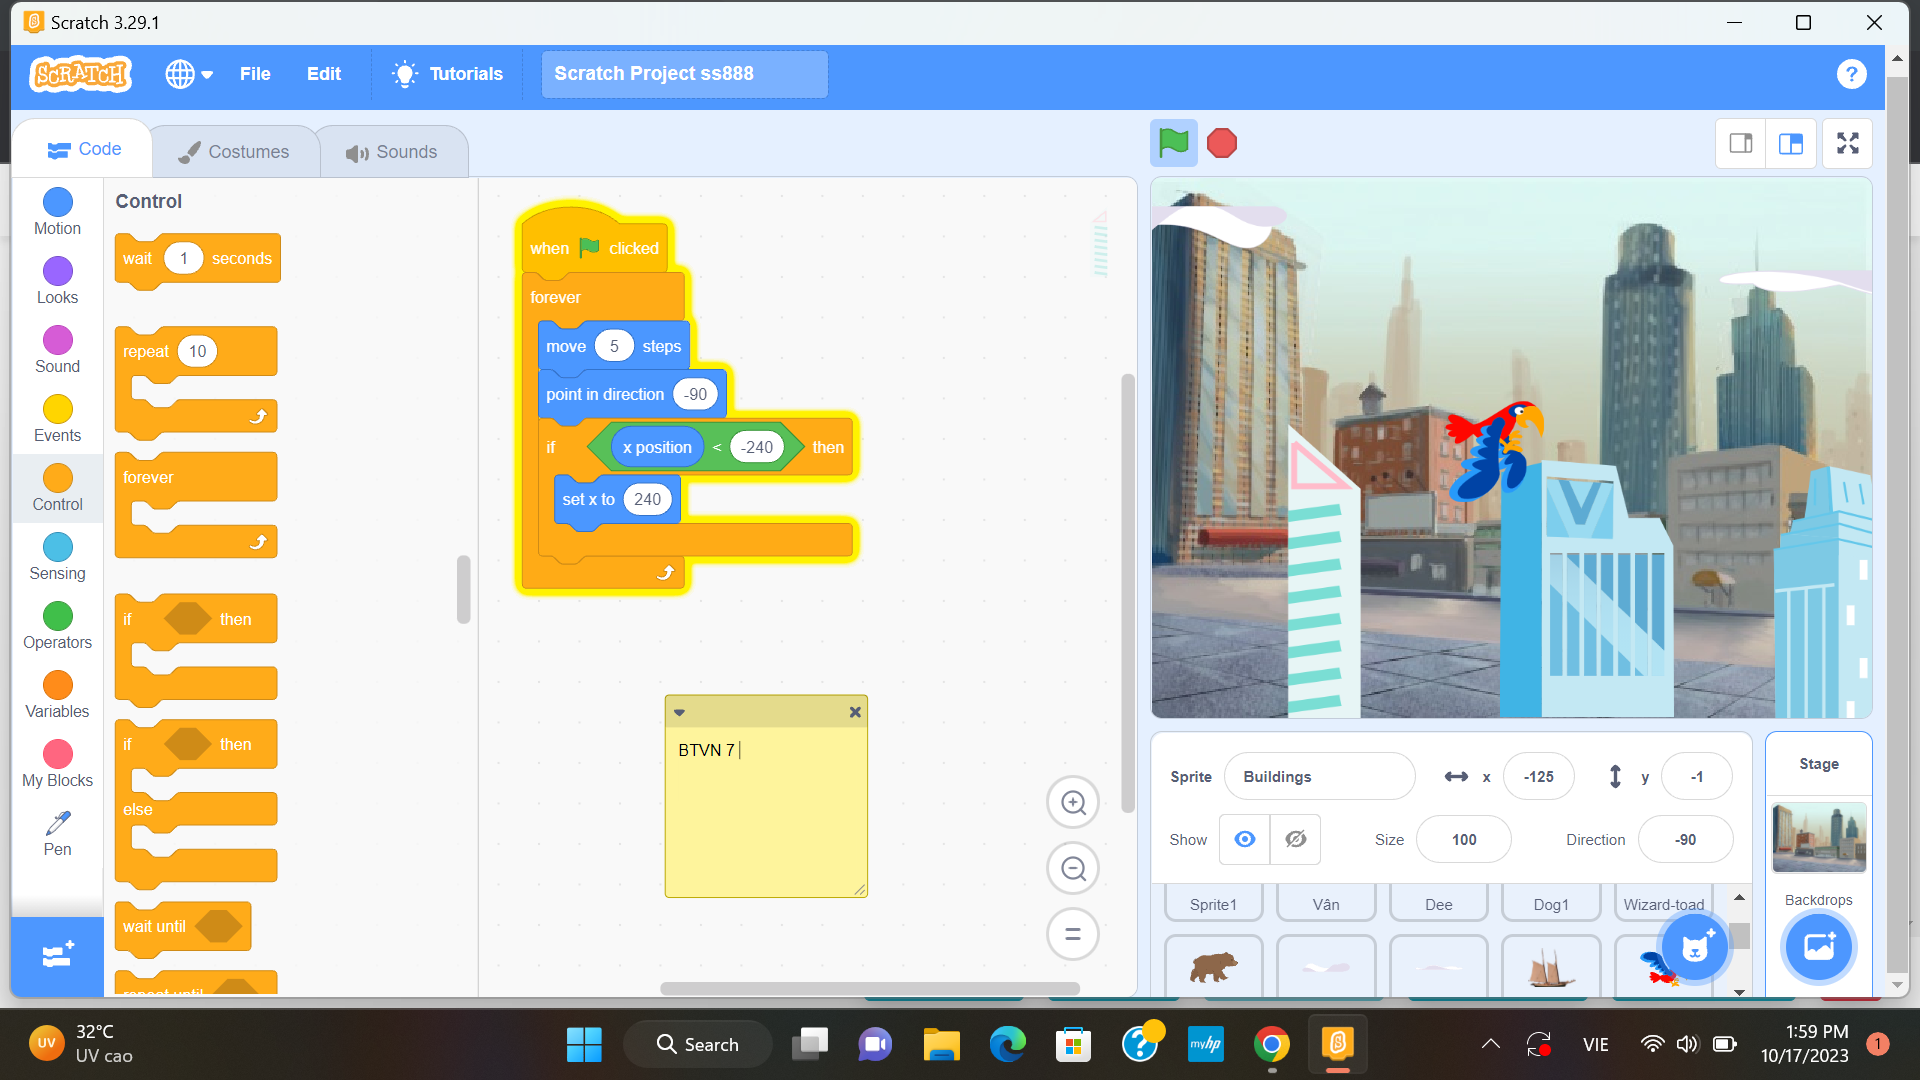 Scratch 3.29.1
SCRATCH
File
Edit
Tutorials
Scratch Project ss888
?
Code
Costumes
Sounds
Motion
Looks
Sound
Events
Control
Sensing
Operators
Variables
My Blocks
Pen
Control
wait 1 seconds
repeat 10
forever
if then
if then
else
wait until
repeat until
when clicked
forever
move 5 steps
point in direction -90
if x position < -240 then
set x to 240
BTVN 7
Sprite Buildings x -125 y -1
Show Size 100 Direction -90
Sprite1
Vân
Dee
Dog1
Wizard-toad
Stage
Backdrops
UV
32°C
UV cao
Search
?
myhp
VIE
1:59 PM
10/17/2023
1